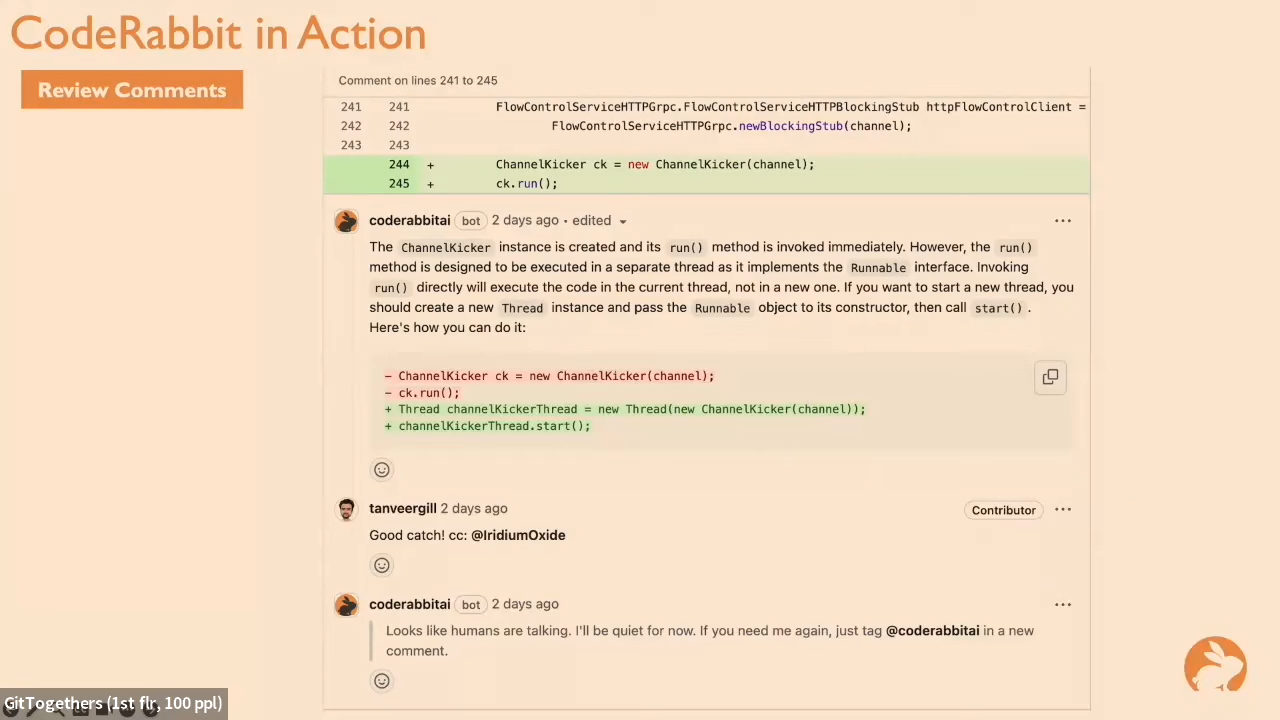 CodeRabbit in Action
Review Comments
Comment on lines 241 to 245
241 241 FlowControlServiceHTTPGrpc.FlowControlServiceHTTPBlockingStub httpFlowControlClient =
242 242 FlowControlServiceHTTPGrpc.newBlockingStub(channel);
243 243
244 + ChannelKicker ck = new ChannelKicker(channel);
245 + ck.run();
coderabbitai bot 2 days ago • edited
The ChannelKicker instance is created and its run() method is invoked immediately. However, the run()
method is designed to be executed in a separate thread as it implements the Runnable interface. Invoking
run() directly will execute the code in the current thread, not in a new one. If you want to start a new thread, you
should create a new Thread instance and pass the Runnable object to its constructor, then call start() .
Here's how you can do it:
- ChannelKicker ck = new ChannelKicker(channel);
- ck.run();
+ Thread channelKickerThread = new Thread(new ChannelKicker(channel));
+ channelKickerThread.start();
tanveergill 2 days ago Contributor
Good catch! cc: @IridiumOxide
coderabbitai bot 2 days ago
Looks like humans are talking. I'll be quiet for now. If you need me again, just tag @coderabbitai in a new
comment.
GitTogethers (1st flr, 100 ppl)